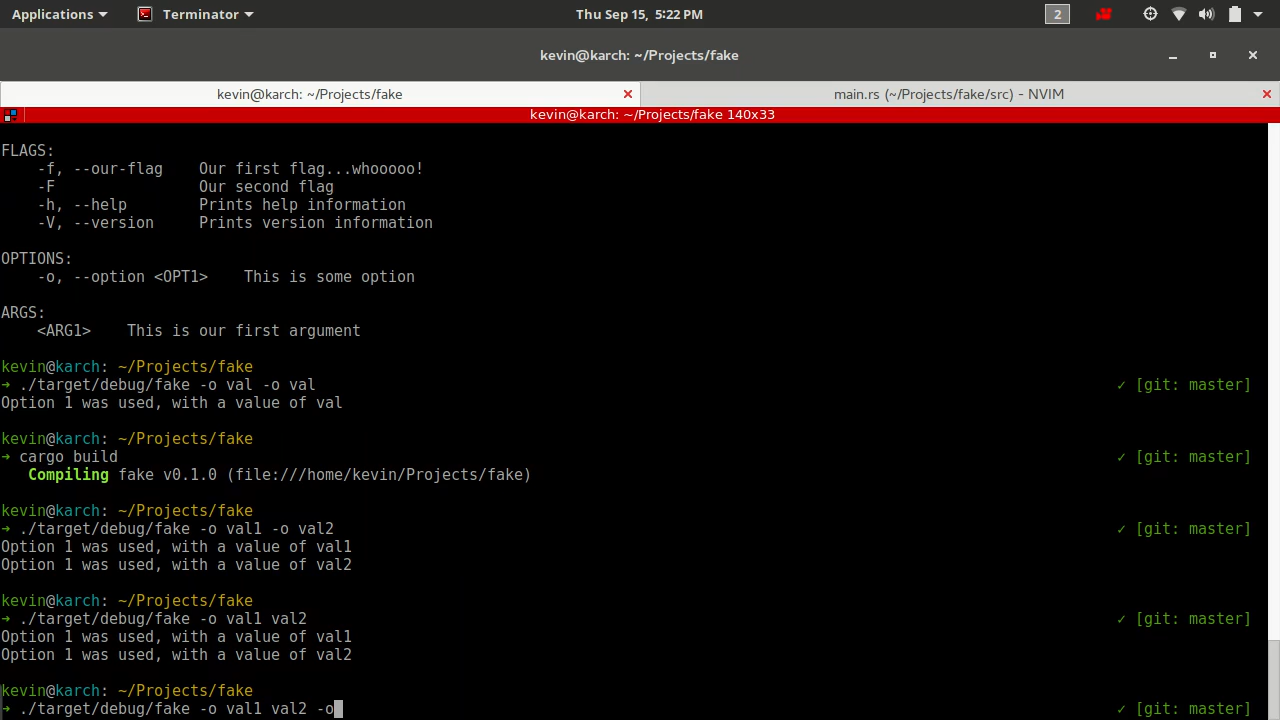 Applications Terminator Thu Sep 15, 5:22 PM 2
kevin@karch: ~/Projects/fake
kevin@karch: ~/Projects/fake main.rs (~/Projects/fake/src) - NVIM
kevin@karch: ~/Projects/fake 140x33
FLAGS:
-f, --our-flag Our first flag...whooooo!
-F Our second flag
-h, --help Prints help information
-V, --version Prints version information
OPTIONS:
-o, --option <OPT1> This is some option
ARGS:
<ARG1> This is our first argument
kevin@karch: ~/Projects/fake
➜ ./target/debug/fake -o val -o val ✓ [git: master]
Option 1 was used, with a value of val
kevin@karch: ~/Projects/fake
➜ cargo build ✓ [git: master]
Compiling fake v0.1.0 (file:///home/kevin/Projects/fake)
kevin@karch: ~/Projects/fake
➜ ./target/debug/fake -o val1 -o val2 ✓ [git: master]
Option 1 was used, with a value of val1
Option 1 was used, with a value of val2
kevin@karch: ~/Projects/fake
➜ ./target/debug/fake -o val1 val2 ✓ [git: master]
Option 1 was used, with a value of val1
Option 1 was used, with a value of val2
kevin@karch: ~/Projects/fake
➜ ./target/debug/fake -o val1 val2 -o ✓ [git: master]